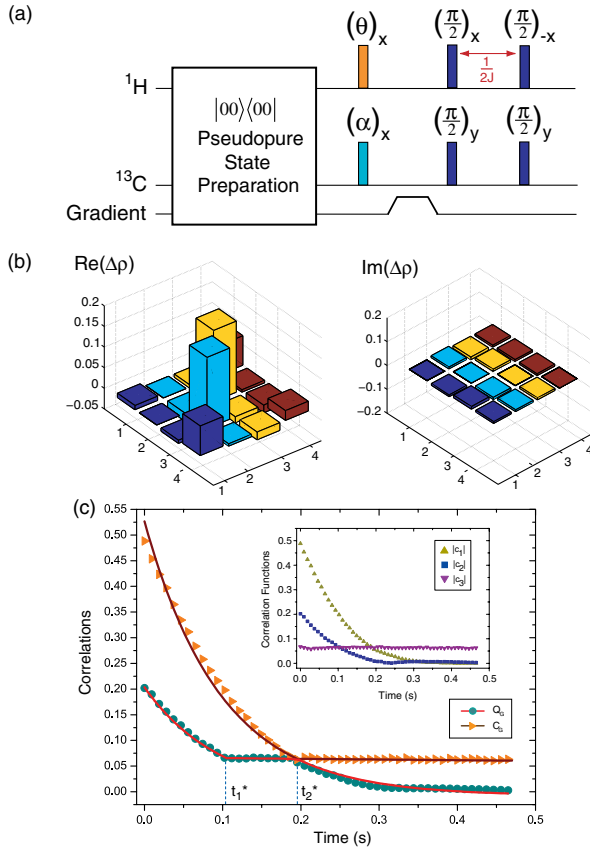 (a)
(θ)x (π/2)x (π/2)-x
1/2J
¹H
|00⟩⟨00|
Pseudopure
State
Preparation
(α)x (π/2)y (π/2)y
¹³C
Gradient
(b)
Re(Δρ)
0.2
0.15
0.1
0.05
0
−0.05
1
2
3
4
1
2
3
4
Im(Δρ)
0.2
0.1
0
−0.1
−0.2
1
2
3
4
1
2
3
4
(c)
Correlations
0.55
0.50
0.45
0.40
0.35
0.30
0.25
0.20
0.15
0.10
0.05
0.00
0.0 0.1 0.2 0.3 0.4 0.5
Time (s)
t₁* t₂*
Correlation Functions
0.5
0.4
0.3
0.2
0.1
0.0
0.0 0.1 0.2 0.3 0.4 0.5
Time (s)
|c₁|
|c₂|
|c₃|
Q_G
C_G